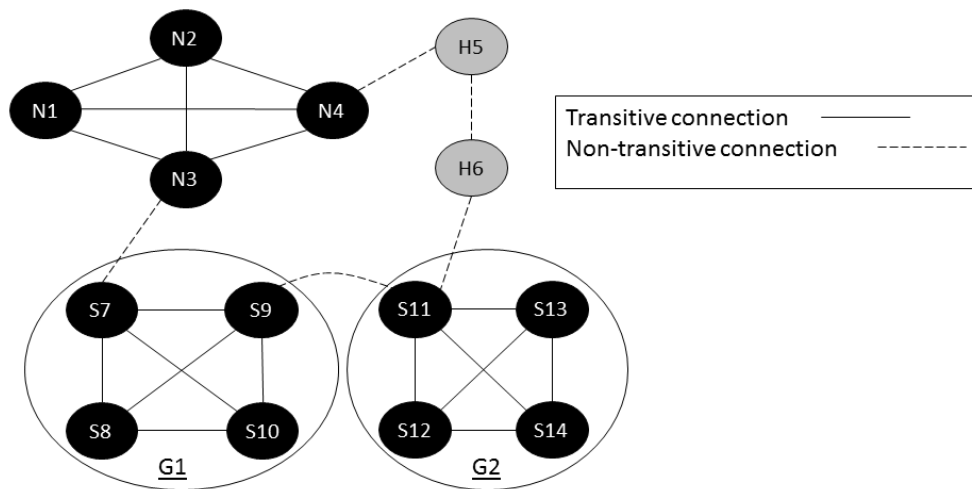 N2
H5
N1
N4
Transitive connection
Non-transitive connection
H6
N3
S7
S9
S11
S13
S8
S10
S12
S14
G1
G2